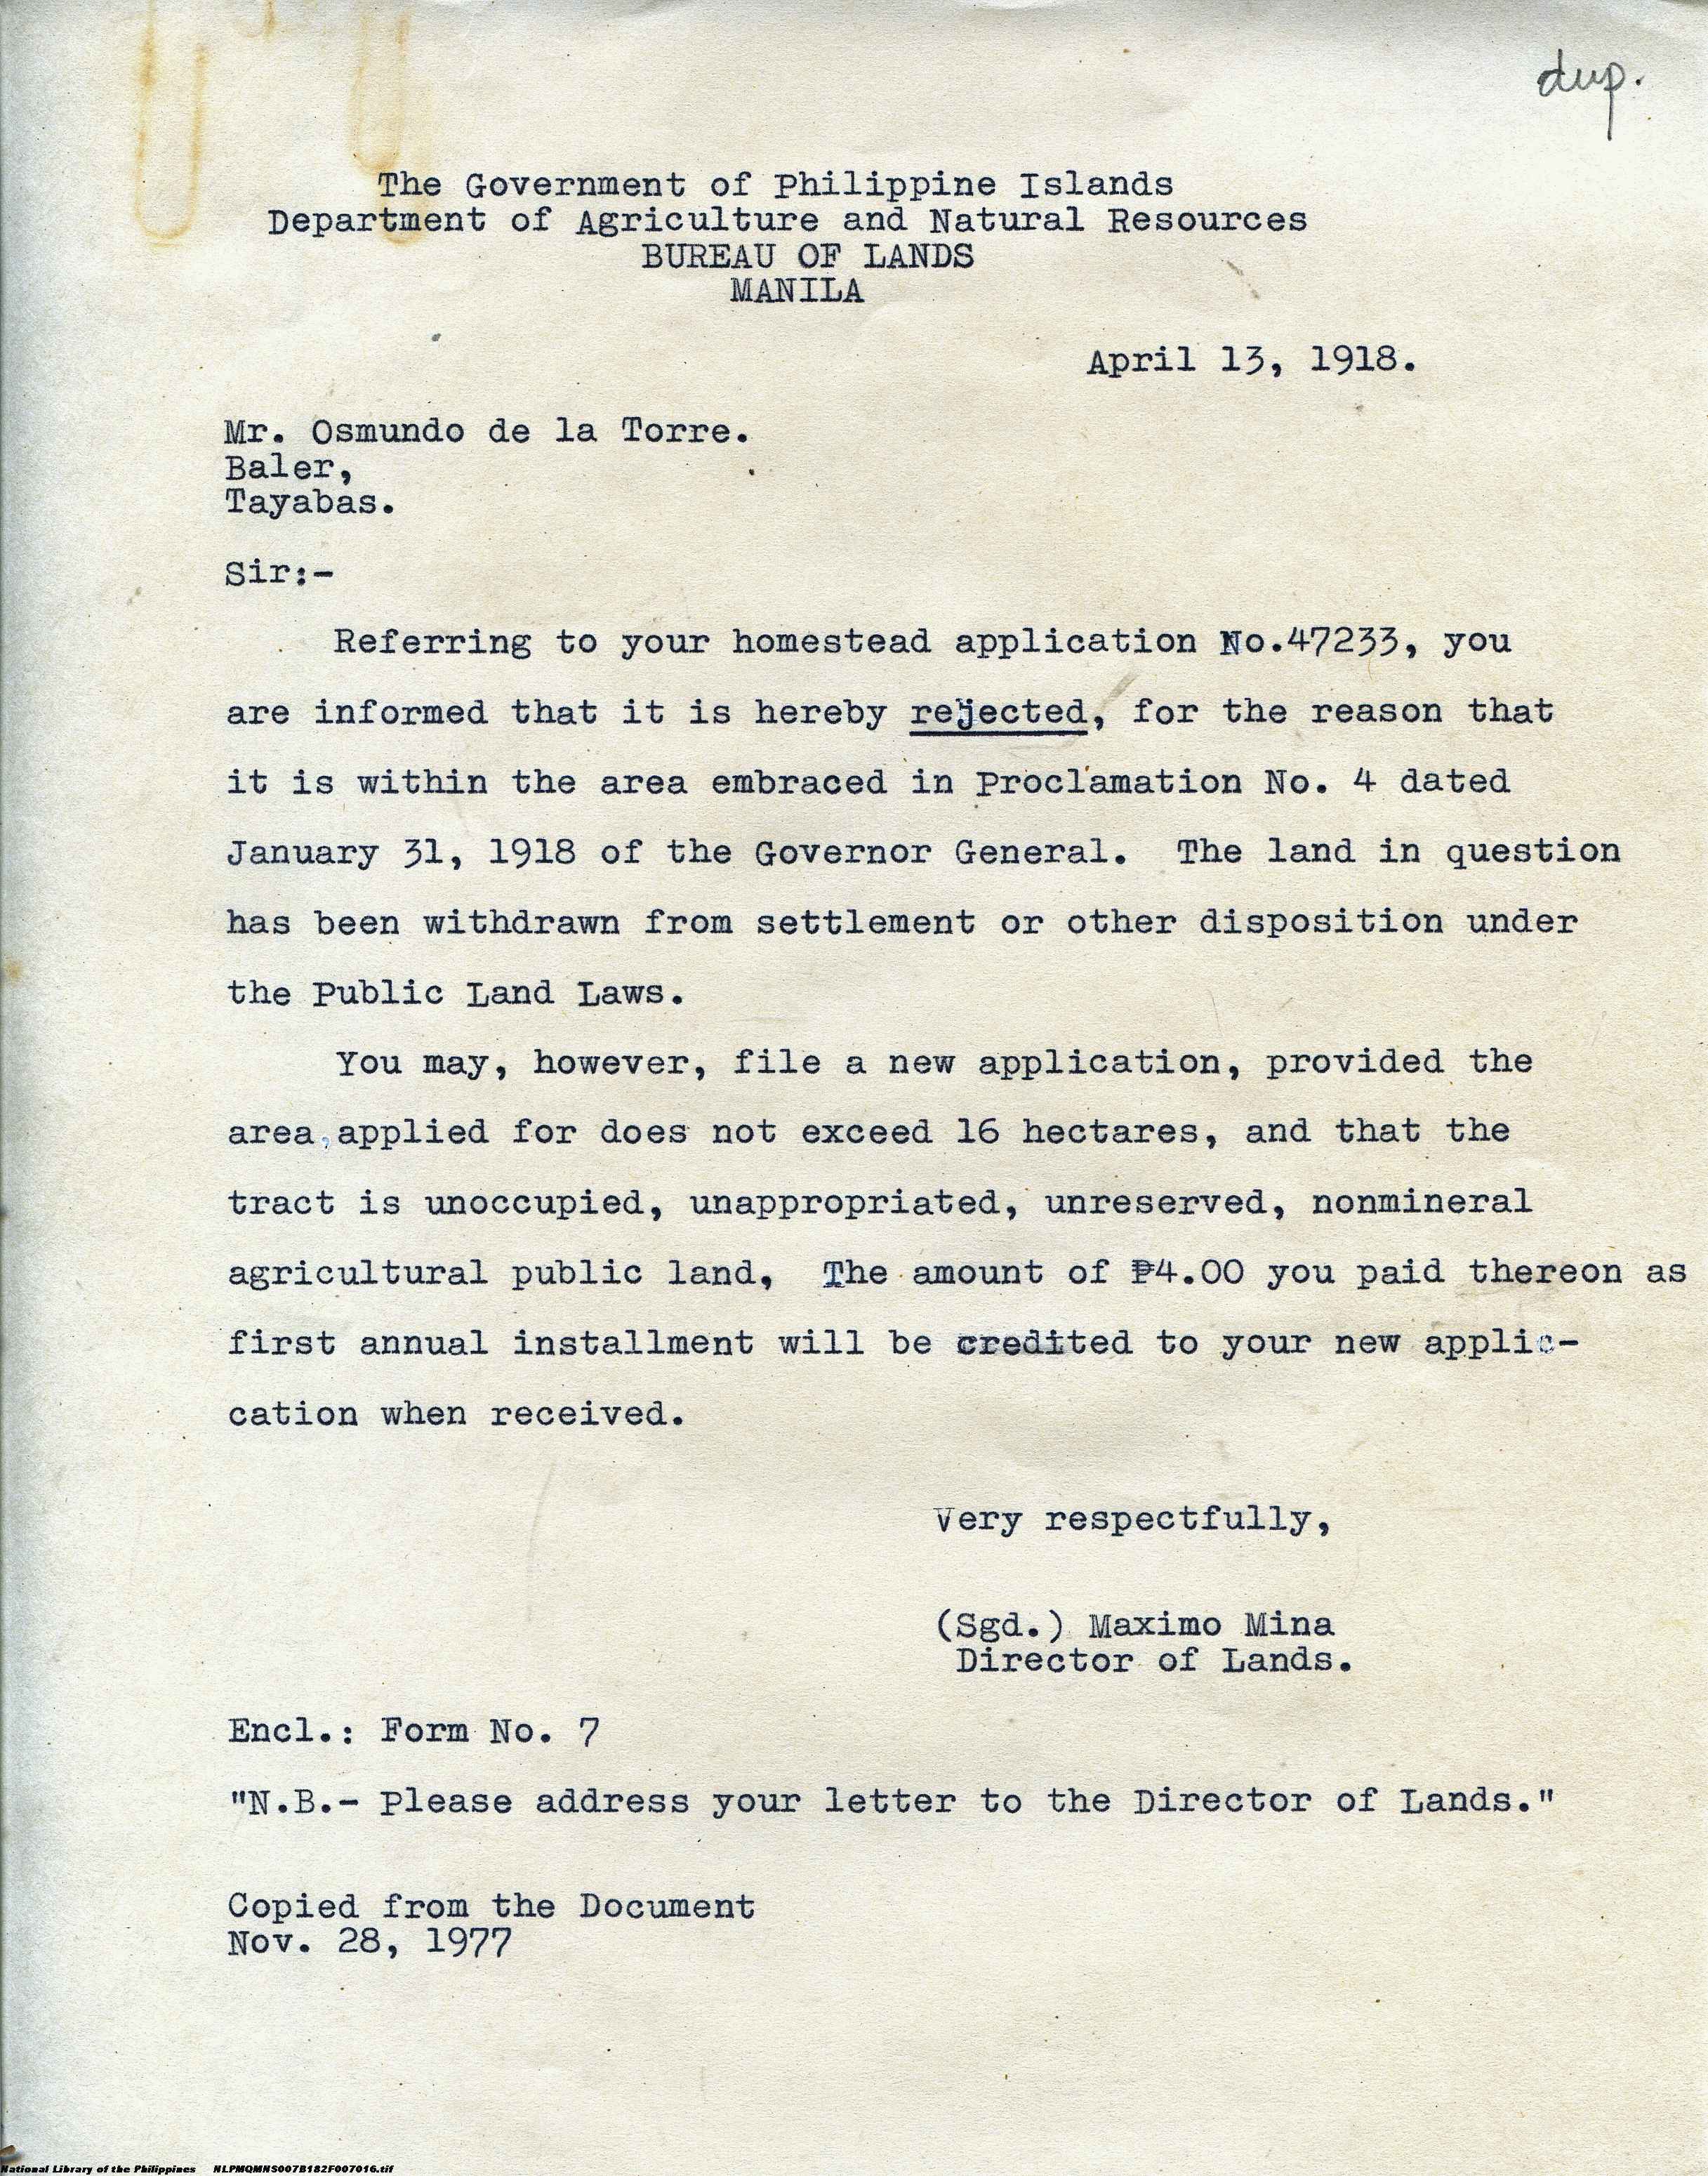 dup.
The Government of Philippine Islands
Department of Agriculture and Natural Resources
BUREAU OF LANDS
MANILA
April 13, 1918.
Mr. Osmundo de la Torre.
Baler,
Tayabas.
Sir:-
Referring to your homestead application No.47233, you
are informed that it is hereby rejected, for the reason that
it is within the area embraced in Proclamation No. 4 dated
January 31, 1918 of the Governor General. The land in question
has been withdrawn from settlement or other disposition under
the Public Land Laws.
You may, however, file a new application, provided the
area,applied for does not exceed 16 hectares, and that the
tract is unoccupied, unappropriated, unreserved, nonmineral
agricultural public land, The amount of ₱4.00 you paid thereon as
first annual installment will be credited to your new applic-
cation when received.
Very respectfully,
(Sgd.) Maximo Mina
Director of Lands.
Encl.: Form No. 7
"N.B.- Please address your letter to the Director of Lands."
Copied from the Document
Nov. 28, 1977
National Library of the Philippines NLPMQMNS007B182F007016.tif